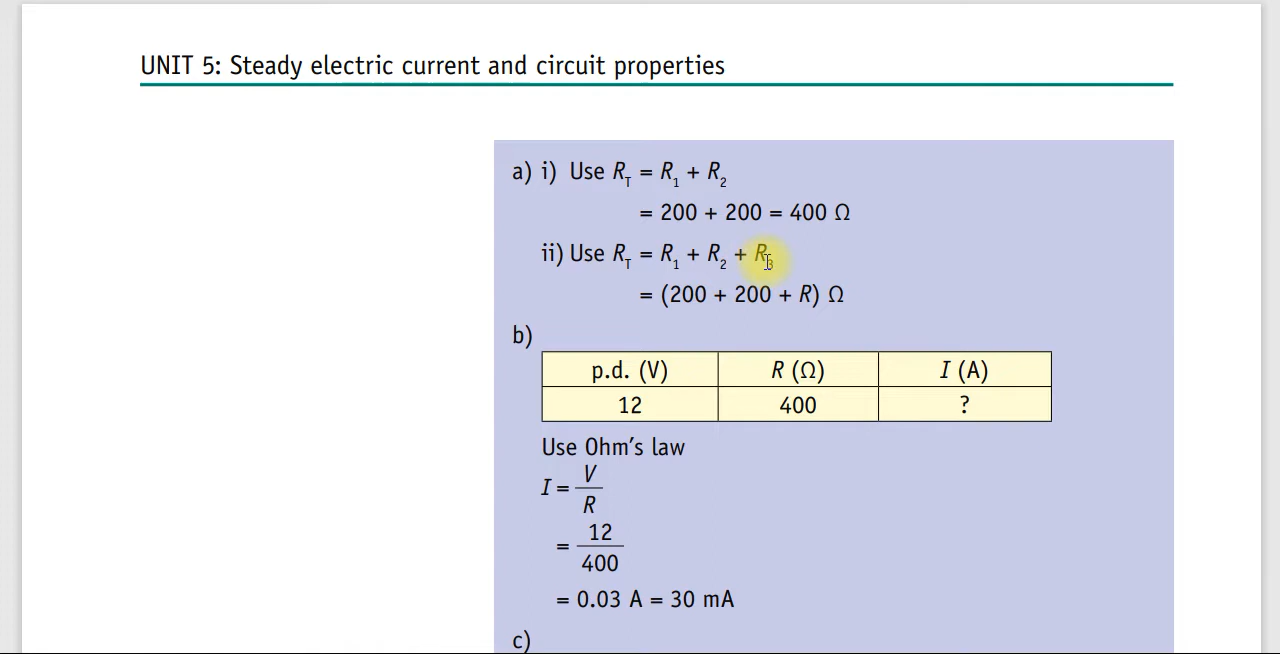 UNIT 5: Steady electric current and circuit properties
a) i) Use R_T = R_1 + R_2
= 200 + 200 = 400 Ω
ii) Use R_T = R_1 + R_2 + R_3
= (200 + 200 + R) Ω
b)
p.d. (V) R (Ω) I (A)
12 400 ?
Use Ohm's law
I = V/R
= 12/400
= 0.03 A = 30 mA
c)